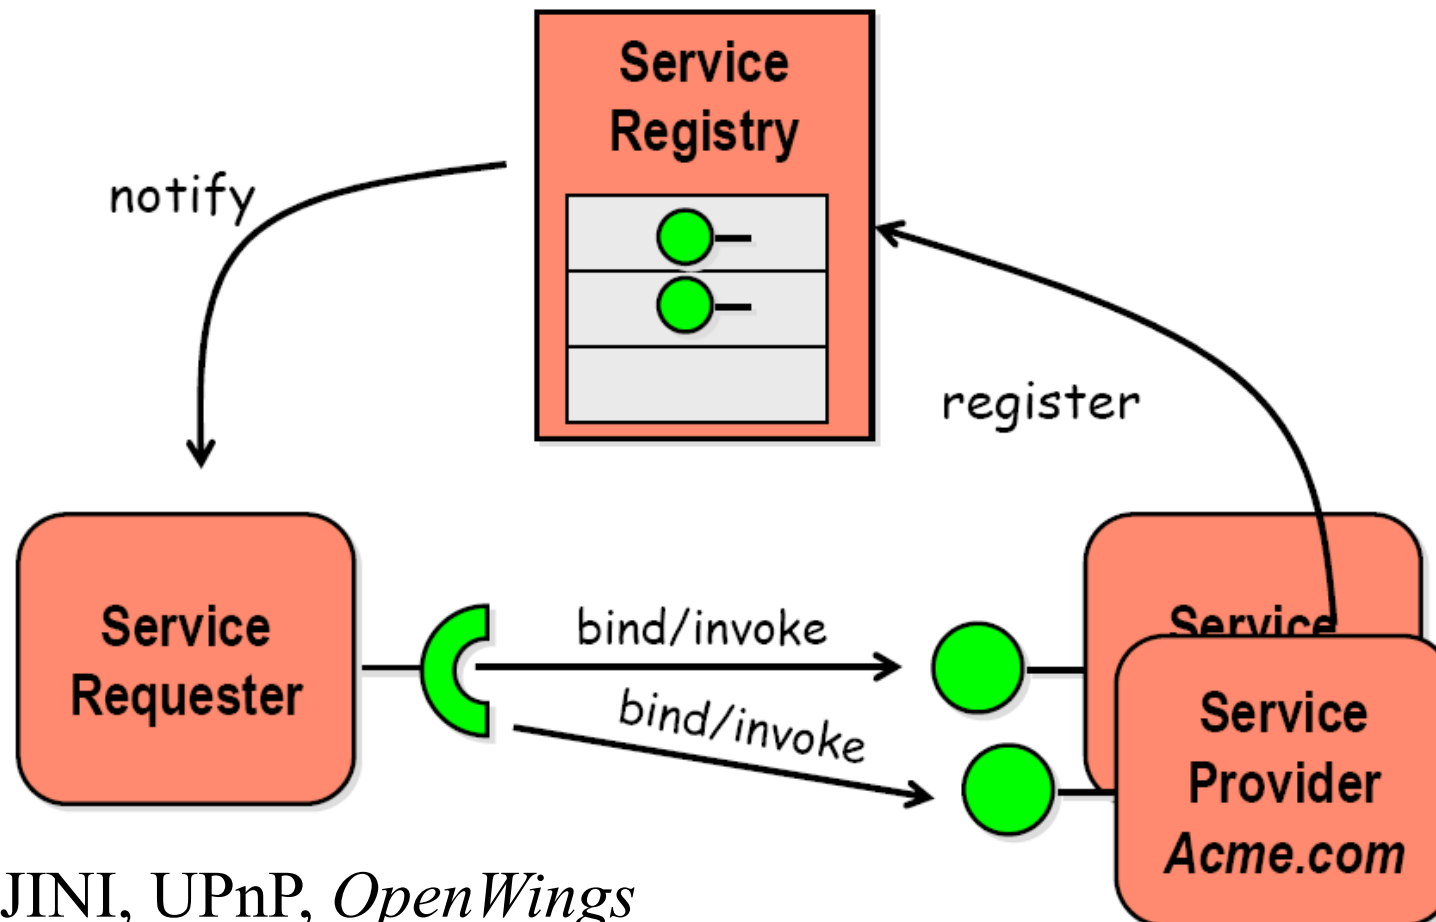 Service
Registry
notify
register
Service
Requester
bind/invoke
bind/invoke
Service
Service
Provider
Acme.com
JINI, UPnP, OpenWings